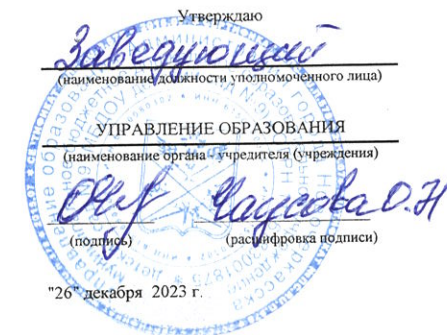 Утверждаю
Заведующий
(наименование должности уполномоченного лица)
УПРАВЛЕНИЕ ОБРАЗОВАНИЯ
(наименование органа - учредителя (учреждения)
Чаусова О.Н
(подпись) (расшифровка подписи)
"26" декабря 2023 г.